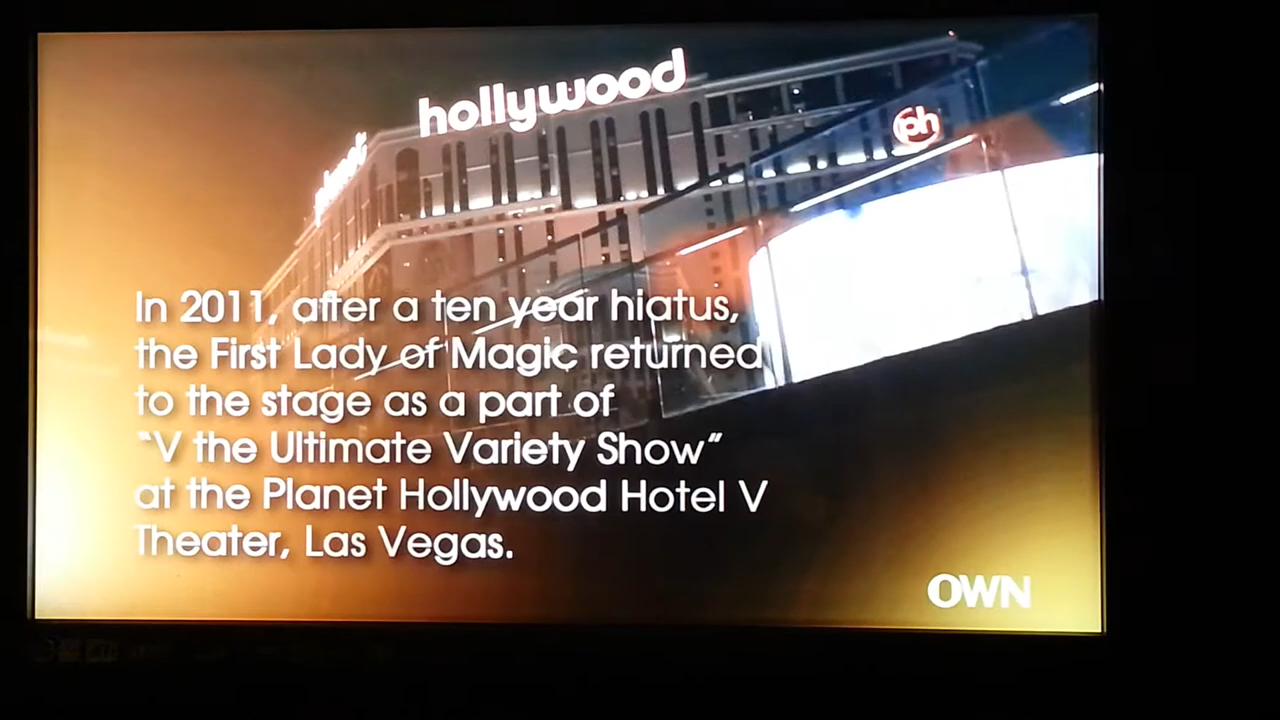 planet
hollywood
ph
In 2011, after a ten year hiatus,
the First Lady of Magic returned
to the stage as a part of
“V the Ultimate Variety Show”
at the Planet Hollywood Hotel V
Theater, Las Vegas.
OWN